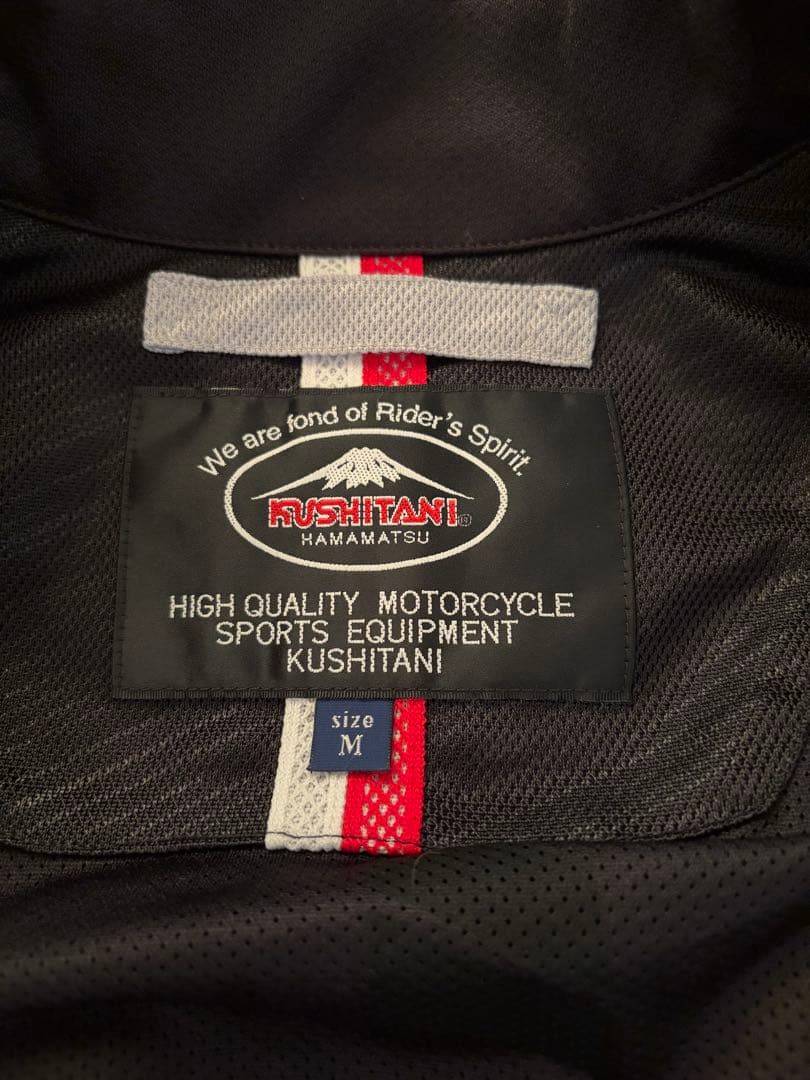 We are fond of Rider's Spirit.
KUSHITANI®
HAMAMATSU
HIGH QUALITY MOTORCYCLE
SPORTS EQUIPMENT
KUSHITANI
size
M